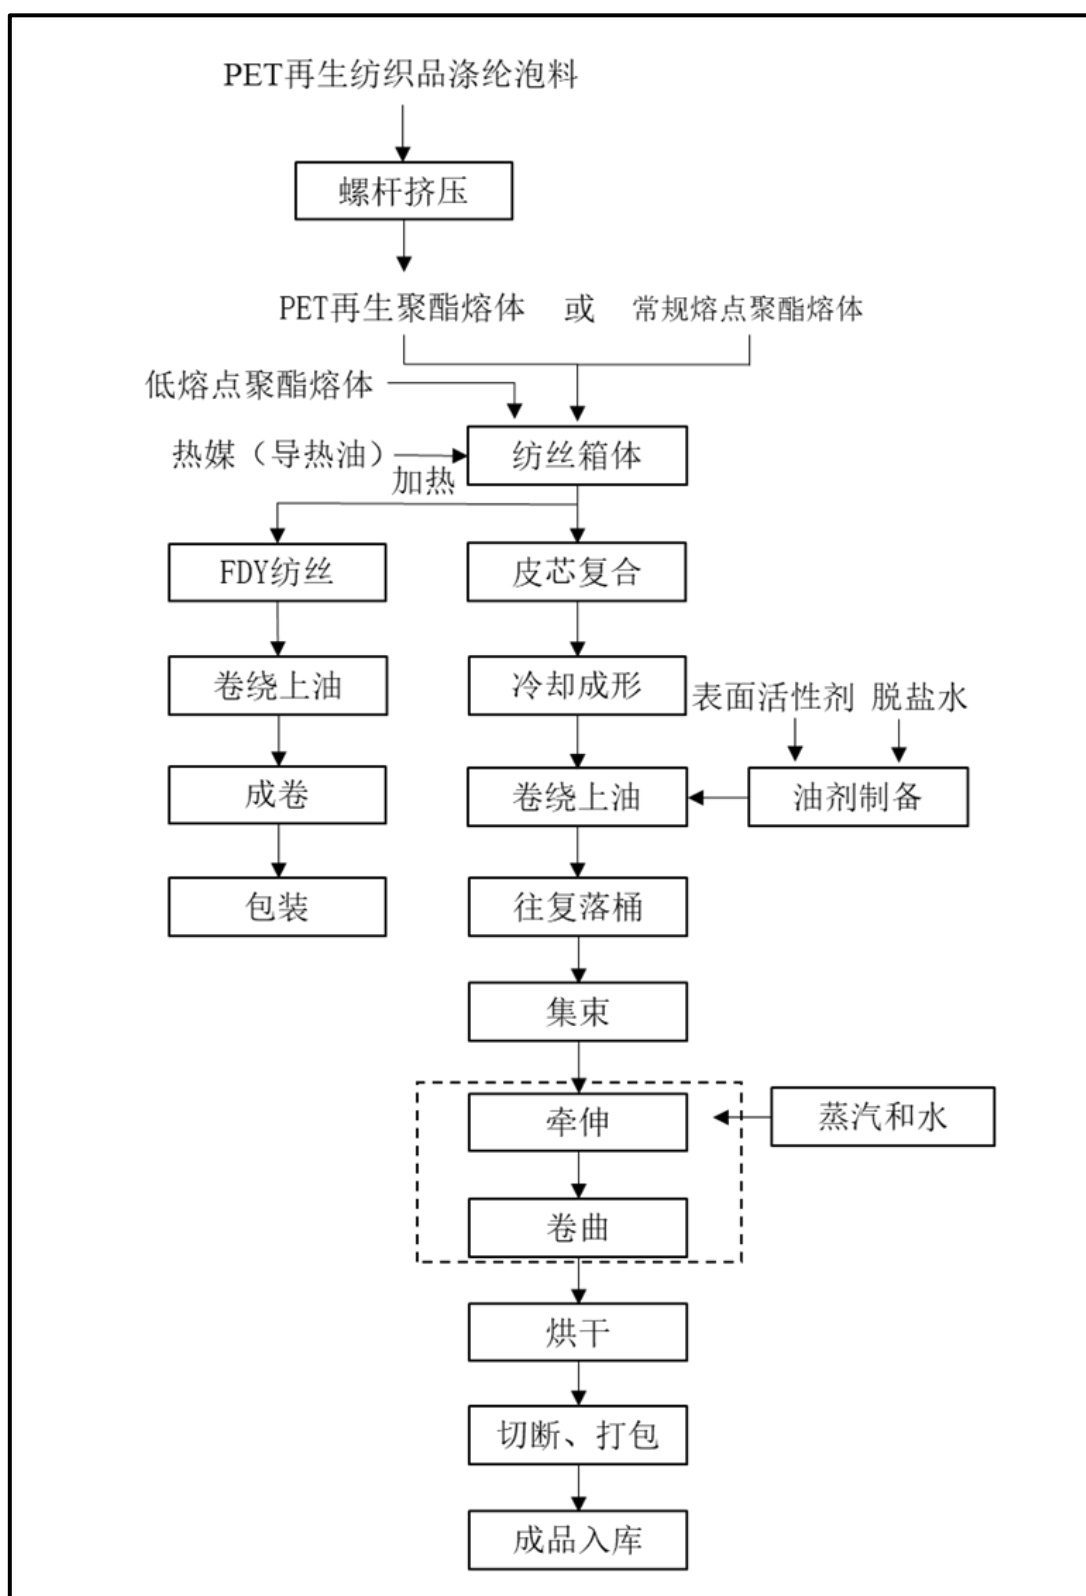 PET再生纺织品涤纶泡料
螺杆挤压
PET再生聚酯熔体 或 常规熔点聚酯熔体
低熔点聚酯熔体
热媒（导热油）
加热
纺丝箱体
FDY纺丝
皮芯复合
卷绕上油
冷却成形
表面活性剂 脱盐水
成卷
卷绕上油
油剂制备
包装
往复落桶
集束
牵伸
蒸汽和水
卷曲
烘干
切断、打包
成品入库